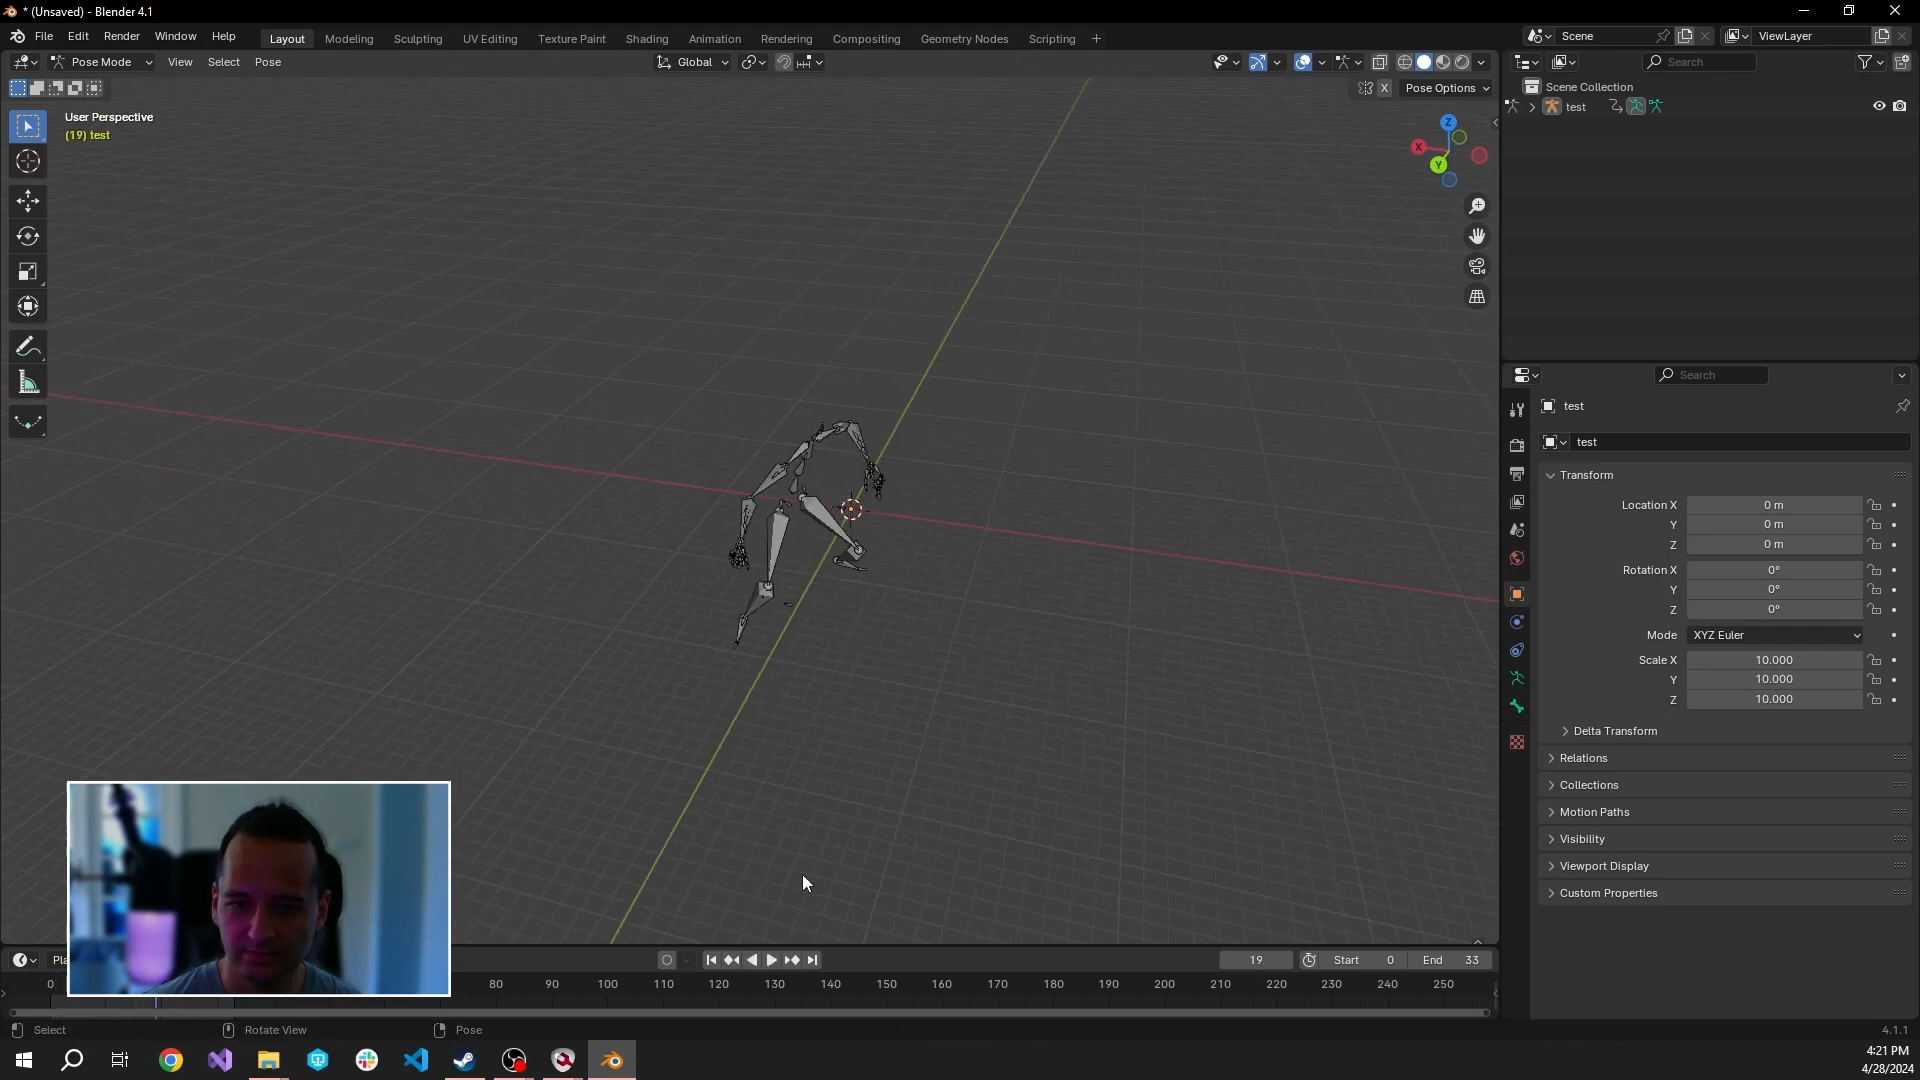 * (Unsaved) - Blender 4.1
File Edit Render Window Help
Layout Modeling Sculpting UV Editing Texture Paint Shading Animation Rendering Compositing Geometry Nodes Scripting +
Scene
ViewLayer
Pose Mode View Select Pose
Global
Search
X
Pose Options
Scene Collection
test
User Perspective
(19) test
Z
X
Y
Search
test
test
Transform
Location X 0 m
Y 0 m
Z 0 m
Rotation X 0°
Y 0°
Z 0°
Mode XYZ Euler
Scale X 10.000
Y 10.000
Z 10.000
Delta Transform
Relations
Collections
Motion Paths
Visibility
Viewport Display
Custom Properties
19
Start 0
End 33
0 80 90 100 110 120 130 140 150 160 170 180 190 200 210 220 230 240 250
Select
Rotate View
Pose
4.1.1
4:21 PM
4/28/2024